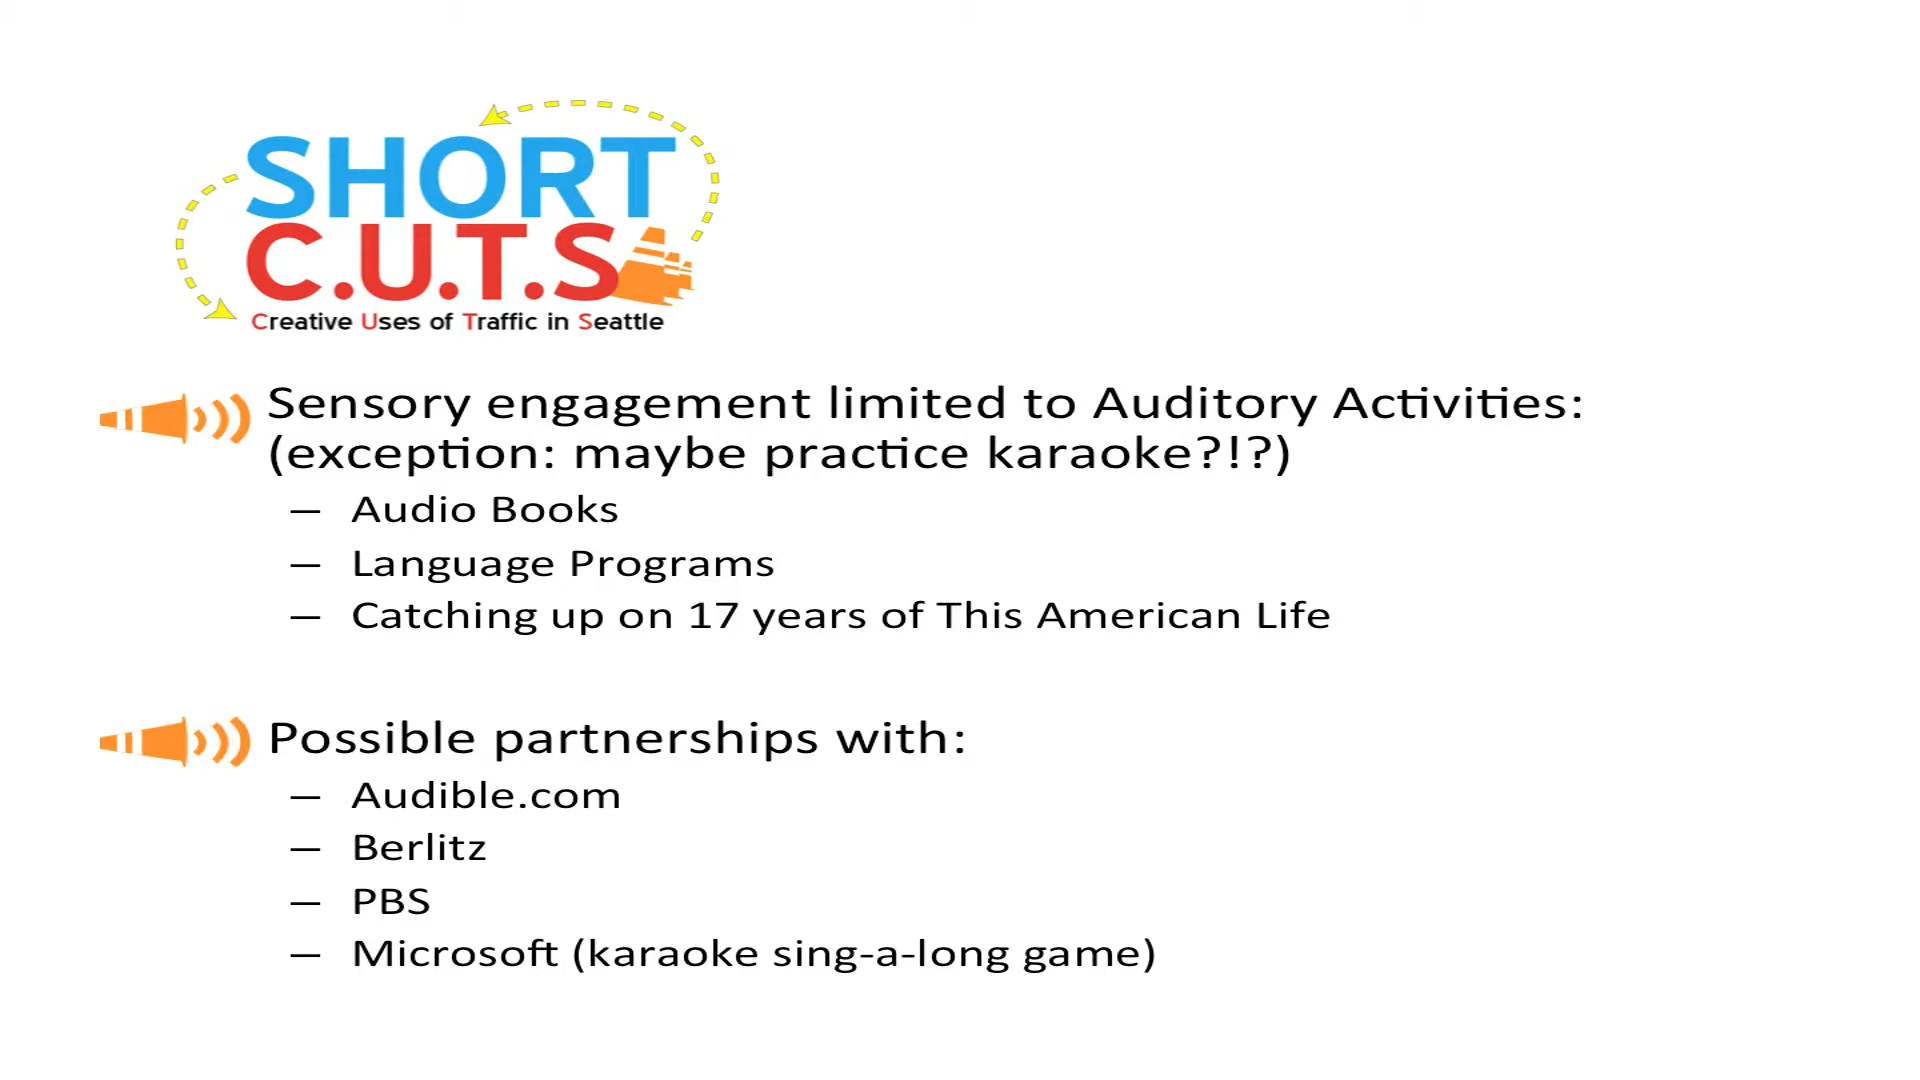 SHORT
C.U.T.S
Creative Uses of Traffic in Seattle
Sensory engagement limited to Auditory Activities:
(exception: maybe practice karaoke?!?)
— Audio Books
— Language Programs
— Catching up on 17 years of This American Life
Possible partnerships with:
— Audible.com
— Berlitz
— PBS
— Microsoft (karaoke sing-a-long game)